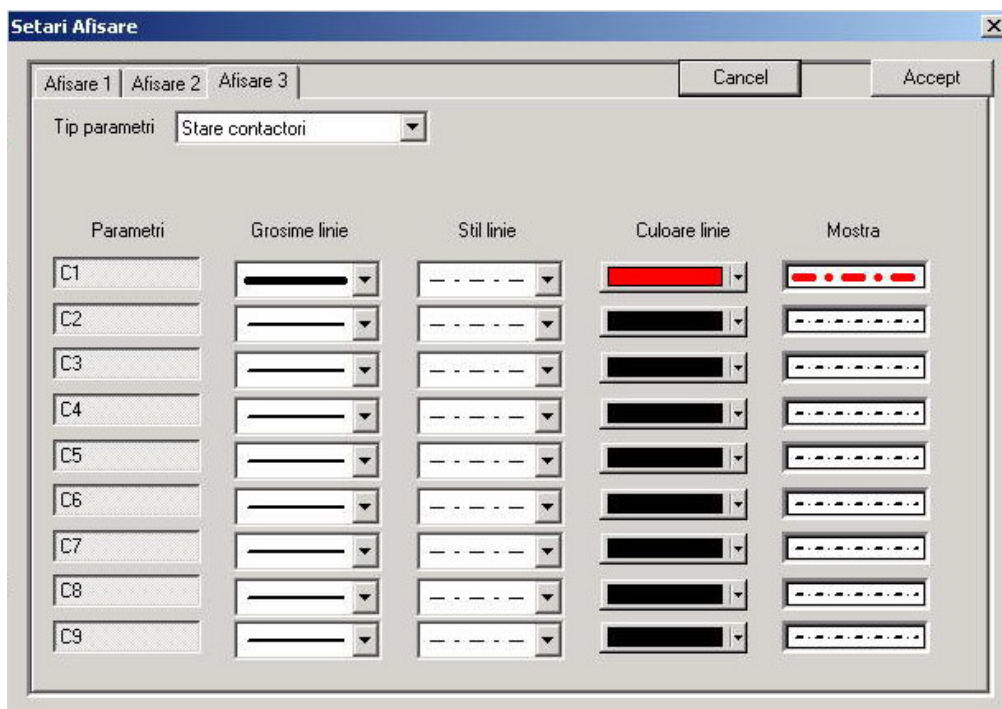 Setari Afisare
Afisare 1 Afisare 2 Afisare 3 Cancel Accept
Tip parametri Stare contactori
Parametri Grosime linie Stil linie Culoare linie Mostra
C1
C2
C3
C4
C5
C6
C7
C8
C9